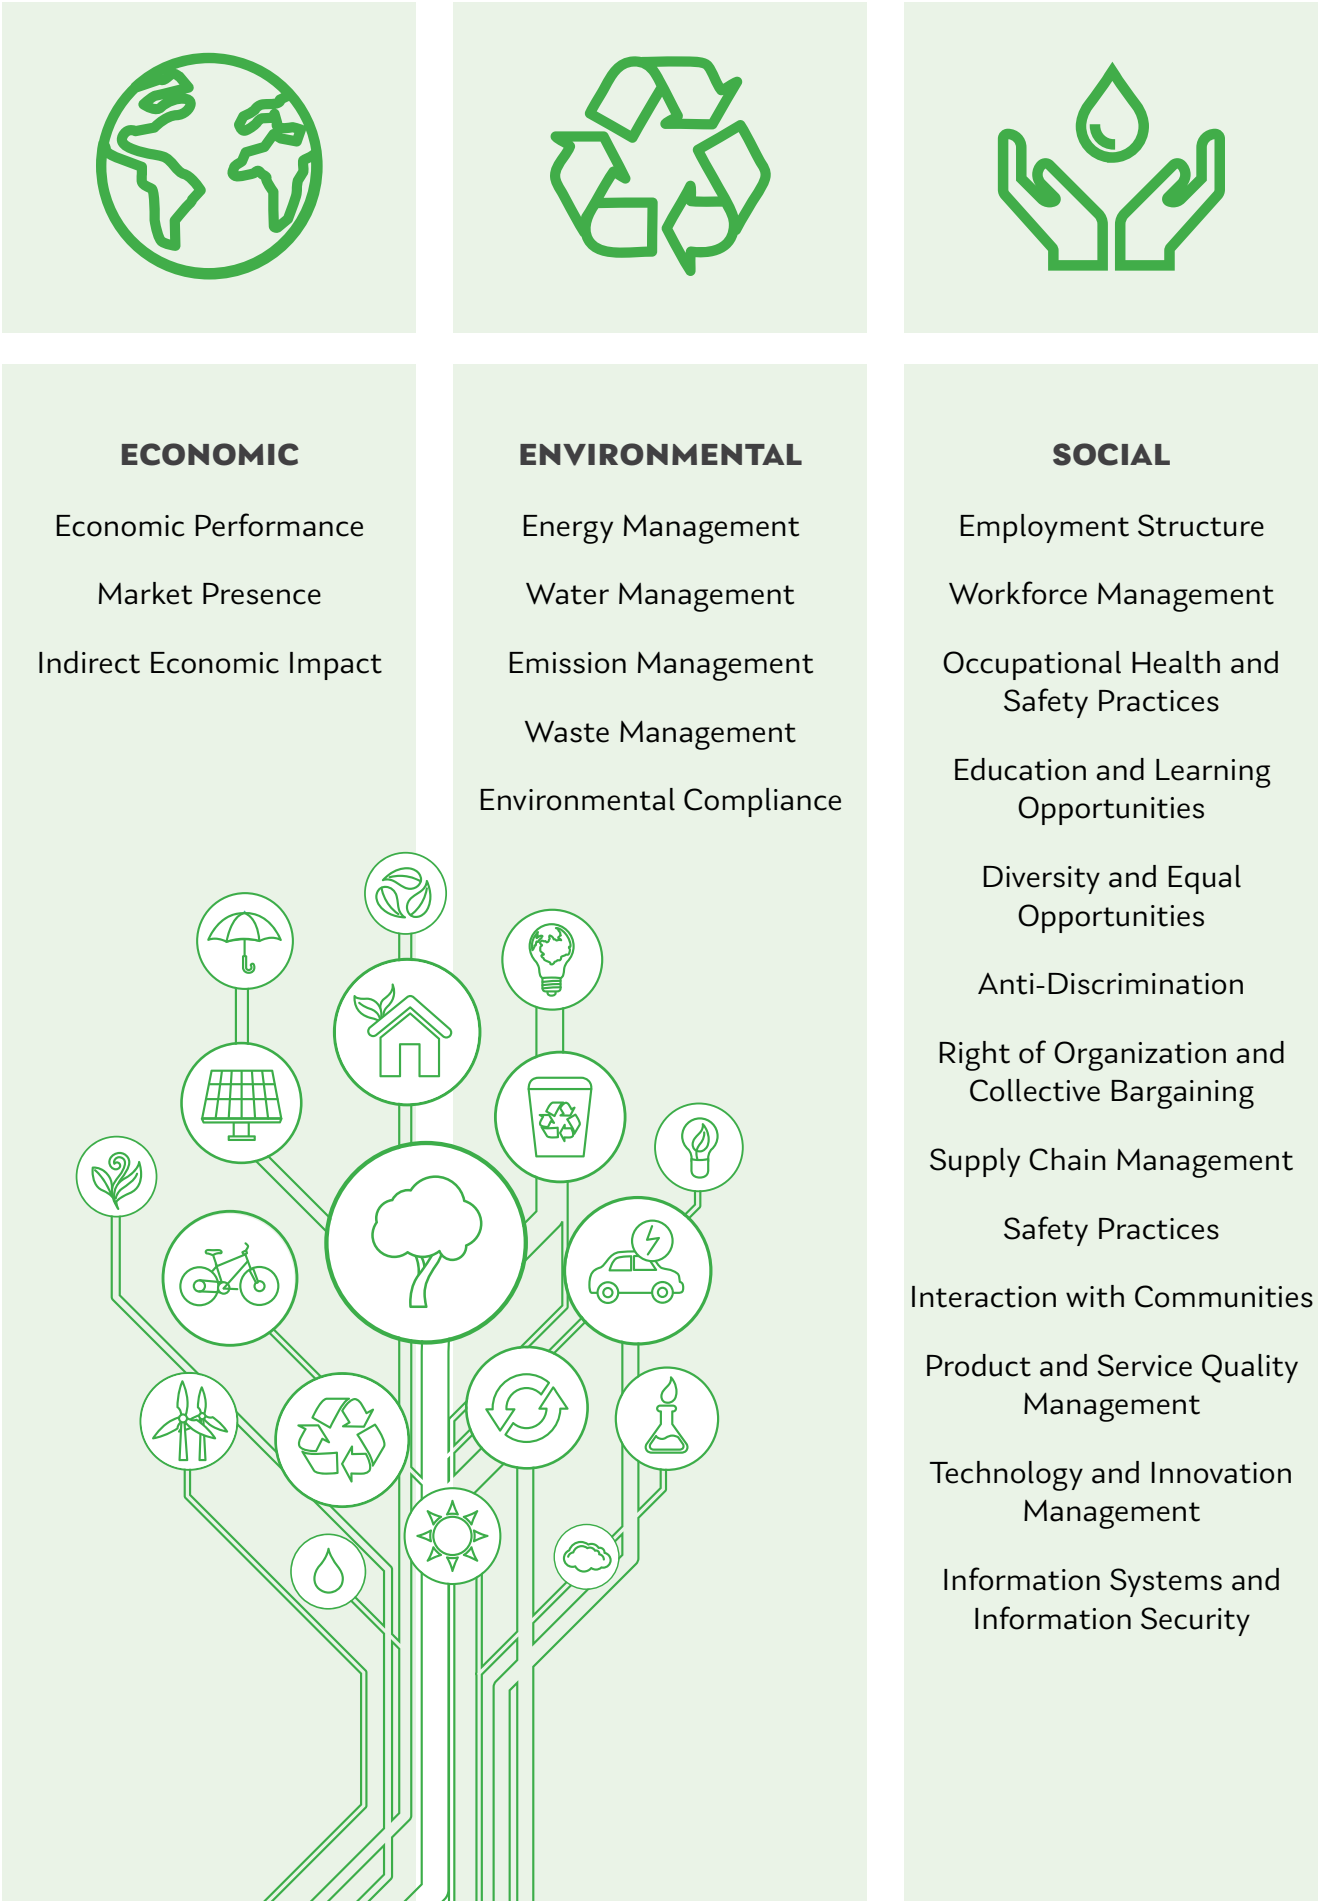 ECONOMIC
Economic Performance
Market Presence
Indirect Economic Impact
ENVIRONMENTAL
Energy Management
Water Management
Emission Management
Waste Management
Environmental Compliance
SOCIAL
Employment Structure
Workforce Management
Occupational Health and
Safety Practices
Education and Learning
Opportunities
Diversity and Equal
Opportunities
Anti-Discrimination
Right of Organization and
Collective Bargaining
Supply Chain Management
Safety Practices
Interaction with Communities
Product and Service Quality
Management
Technology and Innovation
Management
Information Systems and
Information Security